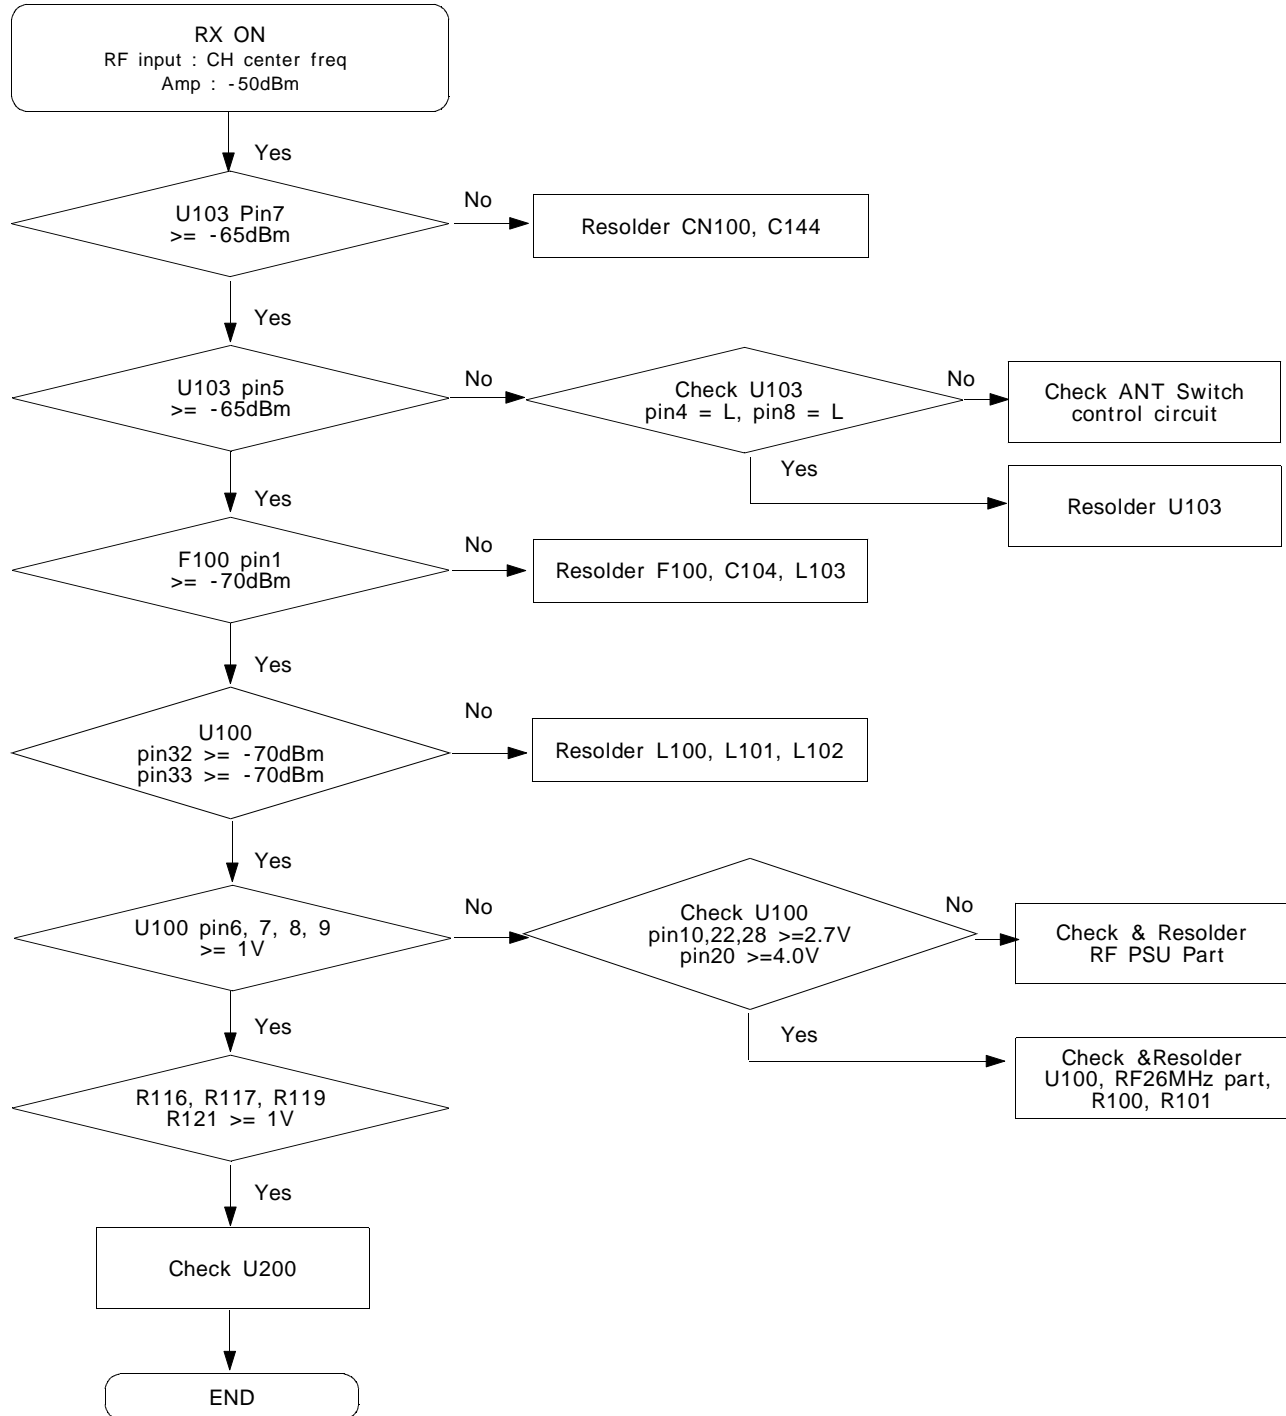 RX ON
RF input : CH center freq
Amp : -50dBm
Yes
U103 Pin7
>= -65dBm
No
Resolder CN100, C144
Yes
U103 pin5
>= -65dBm
No
Check U103
pin4 = L, pin8 = L
No
Check ANT Switch
control circuit
Yes
Resolder U103
Yes
F100 pin1
>= -70dBm
No
Resolder F100, C104, L103
Yes
U100
pin32 >= -70dBm
pin33 >= -70dBm
No
Resolder L100, L101, L102
Yes
U100 pin6, 7, 8, 9
>= 1V
No
Check U100
pin10,22,28 >=2.7V
pin20 >=4.0V
No
Check & Resolder
RF PSU Part
Yes
Check &Resolder
U100, RF26MHz part,
R100, R101
Yes
R116, R117, R119
R121 >= 1V
Yes
Check U200
END